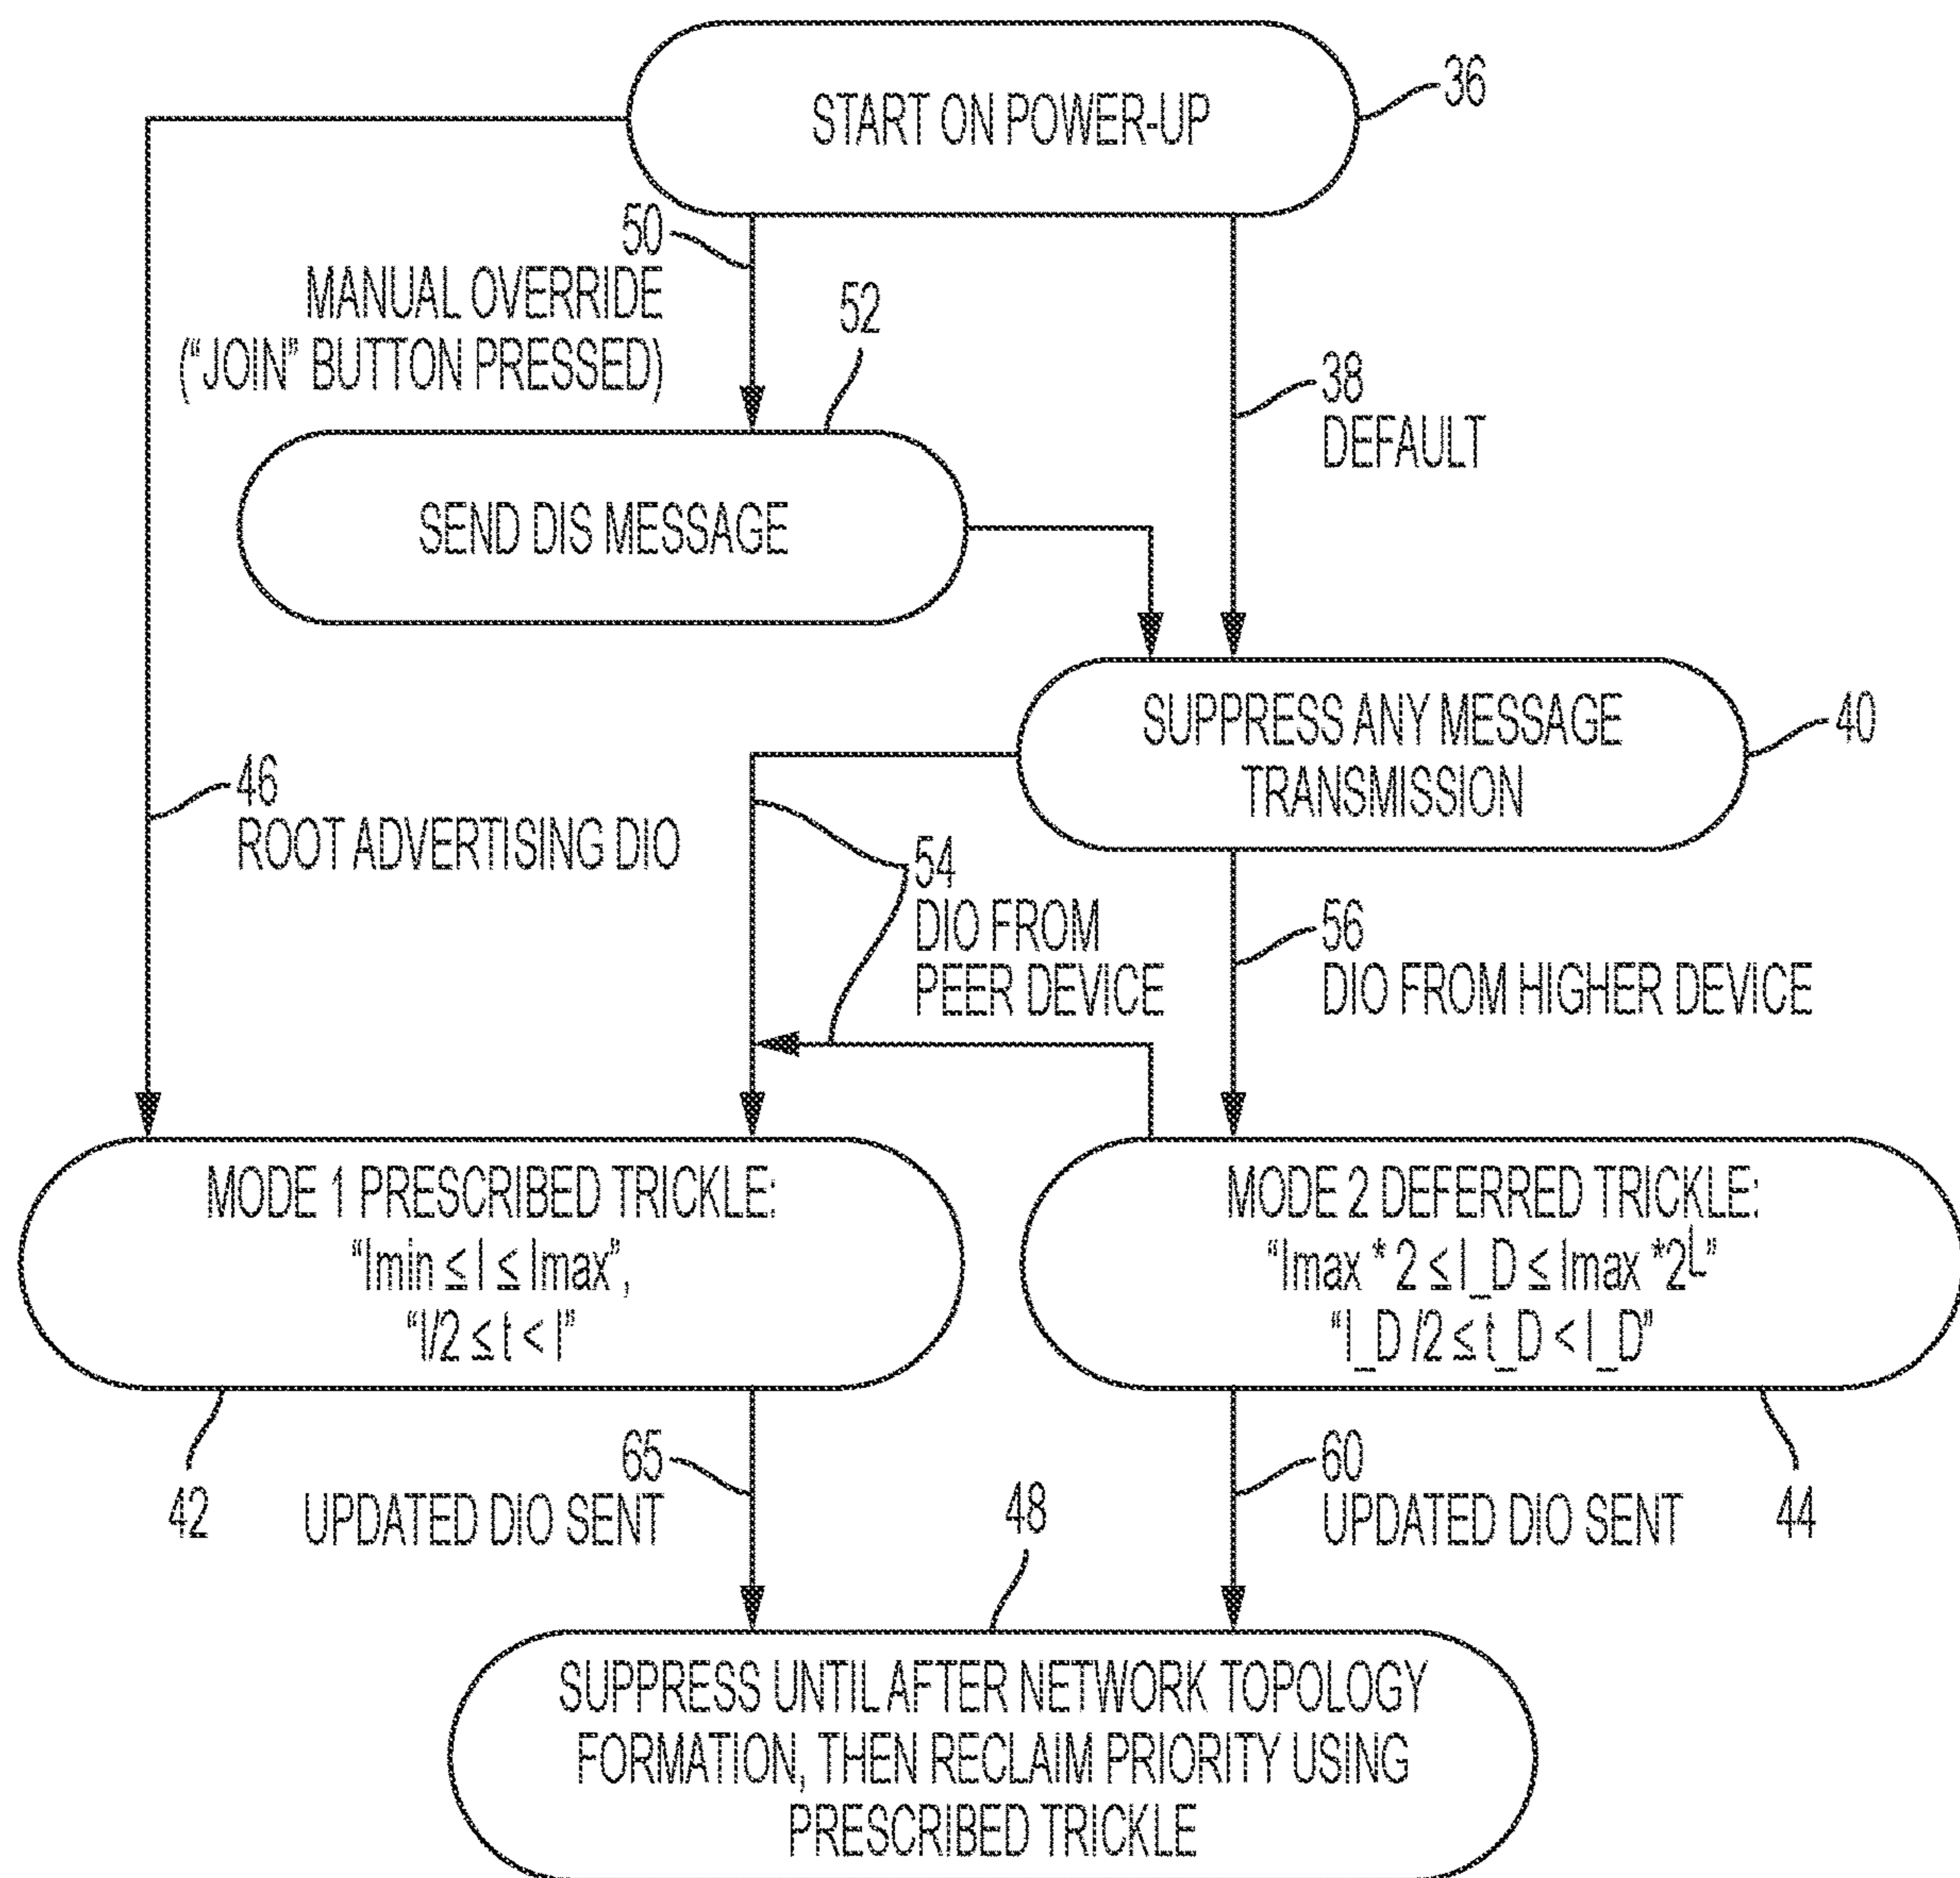 START ON POWER-UP
36
50
MANUAL OVERRIDE
("JOIN" BUTTON PRESSED)
52
38
DEFAULT
SEND DIS MESSAGE
SUPPRESS ANY MESSAGE
TRANSMISSION
40
46
ROOT ADVERTISING DIO
54
DIO FROM
PEER DEVICE
56
DIO FROM HIGHER DEVICE
MODE 1 PRESCRIBED TRICKLE:
"Imin ≤ I ≤ Imax",
"I/2 ≤ t < I"
MODE 2 DEFERRED TRICKLE:
"Imax * 2 ≤ I_D ≤ Imax *2^L"
"I_D /2 ≤ t_D < I_D"
42
65
UPDATED DIO SENT
48
60
UPDATED DIO SENT
44
SUPPRESS UNTIL AFTER NETWORK TOPOLOGY
FORMATION, THEN RECLAIM PRIORITY USING
PRESCRIBED TRICKLE